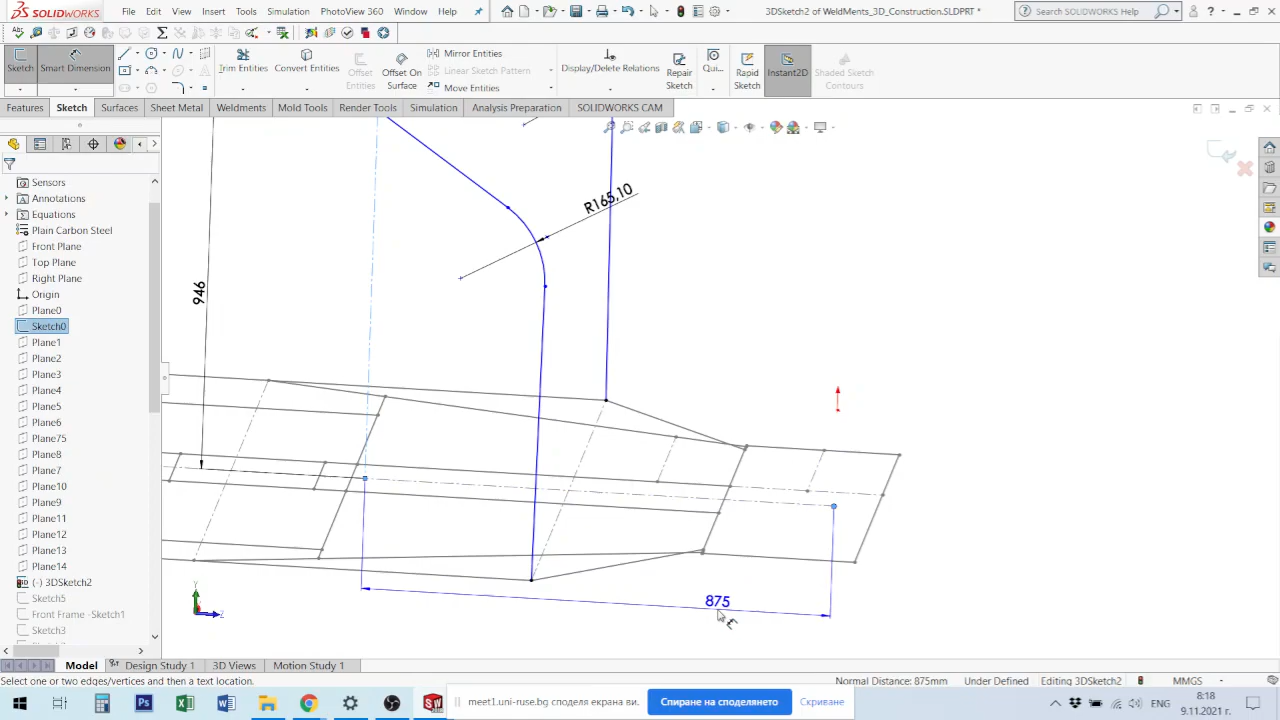 SOLIDWORKS
File Edit View Insert Tools Simulation PhotoView 360 Window Help
3DSketch2 of WeldMents_3D_Construction.SLDPRT *
Search SOLIDWORKS Help
Sketch
Smart Dimension
Trim Entities
Convert Entities
Offset Entities
Offset On Surface
Mirror Entities
Linear Sketch Pattern
Move Entities
Display/Delete Relations
Repair Sketch
Qui...
Rapid Sketch
Instant2D
Shaded Sketch Contours
Features Sketch Surfaces Sheet Metal Weldments Mold Tools Render Tools Simulation Analysis Preparation SOLIDWORKS CAM
Sensors
Annotations
Equations
Plain Carbon Steel
Front Plane
Top Plane
Right Plane
Origin
Plane0
Sketch0
Plane1
Plane2
Plane3
Plane4
Plane5
Plane6
Plane75
Plane8
Plane7
Plane10
Plane9
Plane11
Plane12
Plane13
Plane14
(-) 3DSketch2
Sketch5
Front Frame -Sketch1
Sketch3
R165,10
946
875
Y
Z
Model Design Study 1 3D Views Motion Study 1
Select one or two edges/vertices and then a text location.
Normal Distance: 875mm Under Defined Editing 3DSketch2 MMGS
meet1.uni-ruse.bg споделя екрана ви.
Спиране на споделянето
Скриване
ENG
8:18
9.11.2021 г.